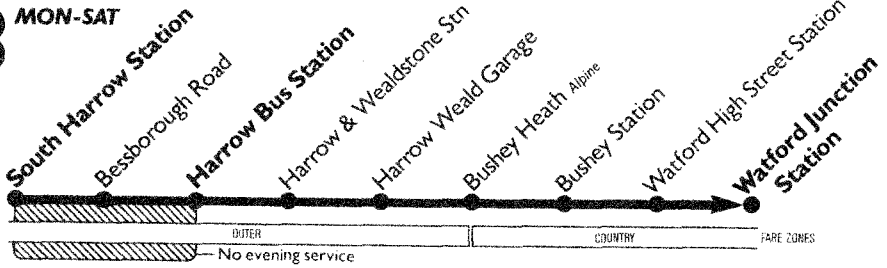 MON-SAT
South Harrow Station
Bessborough Road
Harrow Bus Station
Harrow & Wealdstone Stn
Harrow Weald Garage
Bushey Heath Alpine
Bushey Station
Watford High Street Station
Watford Junction
Station
OUTER
COUNTRY
FARE ZONES
No evening service